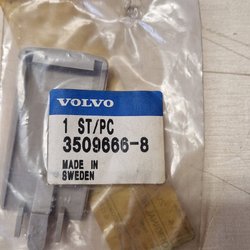 VOLVO
1 ST/PC
3509666-8
MADE IN
SWEDEN